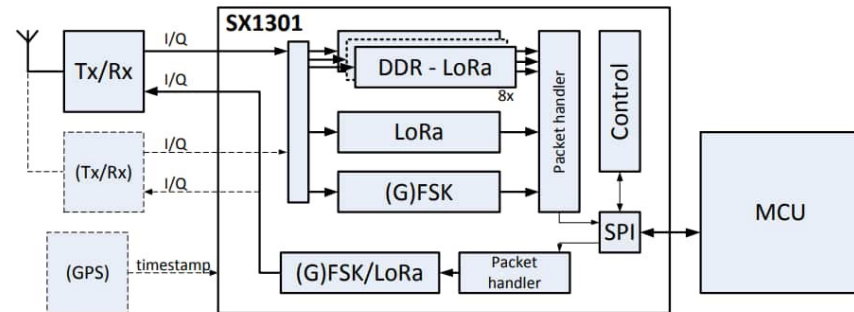 SX1301
I/Q
Tx/Rx
I/Q
DDR - LoRa
8x
Packet handler
Control
LoRa
I/Q
(Tx/Rx)
I/Q
(G)FSK
MCU
SPI
(GPS)
timestamp
(G)FSK/LoRa
Packet
handler